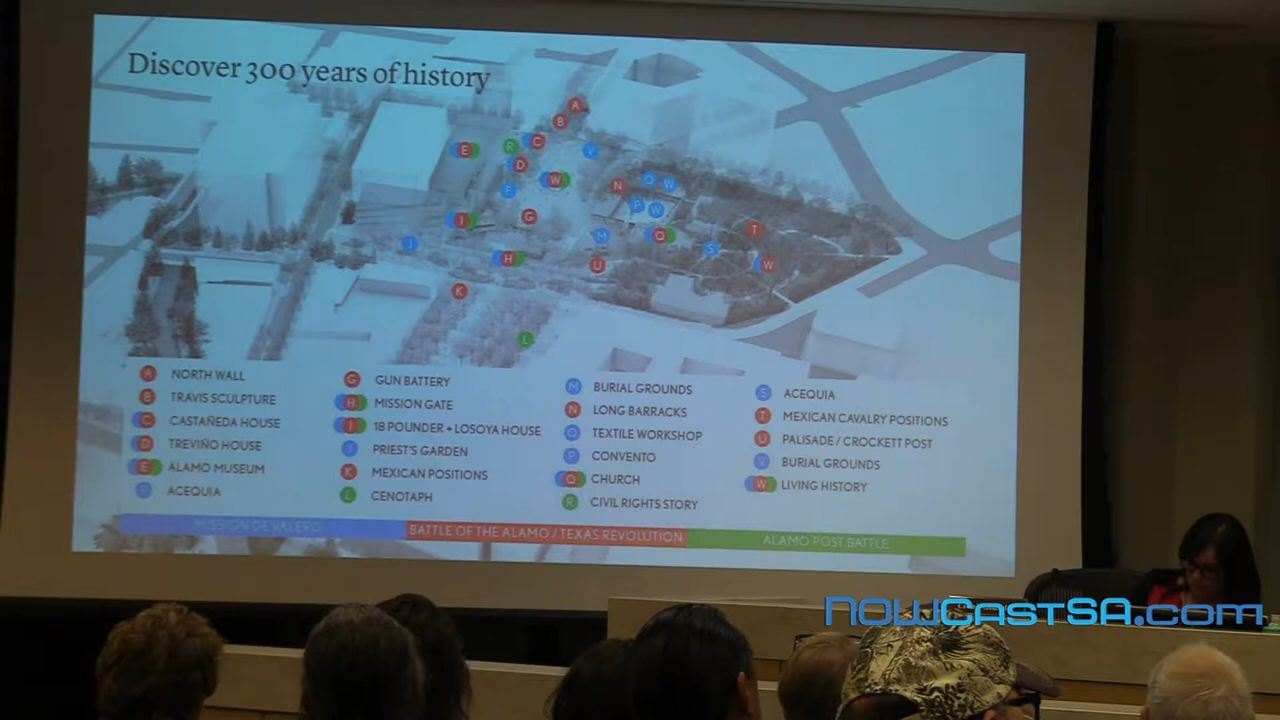 Discover 300 years of history
A
B
E
R
C
V
D
W
F
N
O
W
P
W
I
G
J
M
Q
S
T
H
U
W
K
L
A NORTH WALL
B TRAVIS SCULPTURE
C CASTAÑEDA HOUSE
D TREVIÑO HOUSE
E ALAMO MUSEUM
F ACEQUIA
G GUN BATTERY
H MISSION GATE
I 18 POUNDER + LOSOYA HOUSE
J PRIEST'S GARDEN
K MEXICAN POSITIONS
L CENOTAPH
M BURIAL GROUNDS
N LONG BARRACKS
O TEXTILE WORKSHOP
P CONVENTO
Q CHURCH
R CIVIL RIGHTS STORY
S ACEQUIA
T MEXICAN CAVALRY POSITIONS
U PALISADE / CROCKETT POST
V BURIAL GROUNDS
W LIVING HISTORY
MISSION DE VALERO
BATTLE OF THE ALAMO / TEXAS REVOLUTION
ALAMO POST BATTLE
NOWCastSA.com